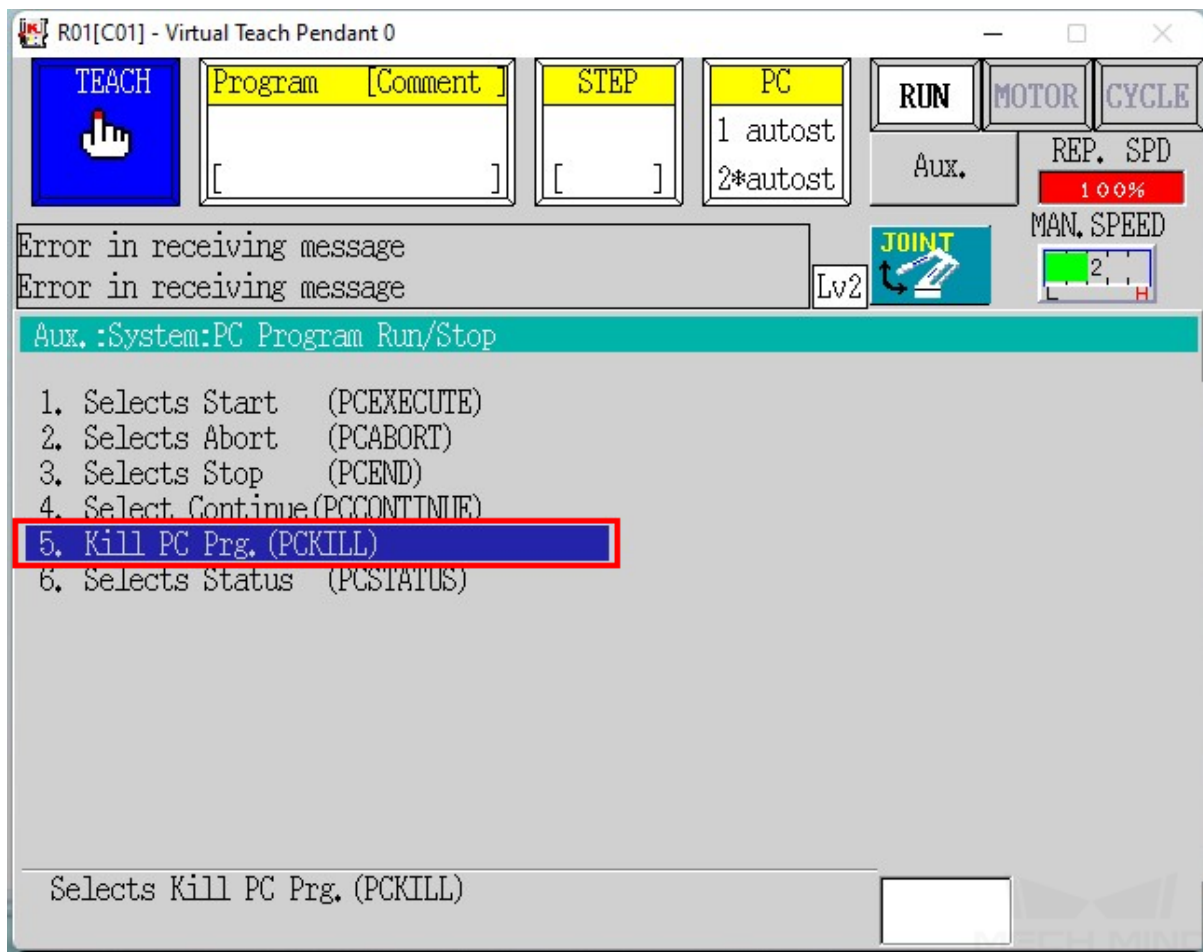 R01[C01] - Virtual Teach Pendant 0
TEACH
Program [Comment ]
[ ]
STEP
[ ]
PC
1 autost
2*autost
RUN
MOTOR
CYCLE
Aux.
REP. SPD
100%
Error in receiving message
Error in receiving message
Lv2
JOINT
MAN. SPEED
2
L H
Aux.:System:PC Program Run/Stop
1. Selects Start (PCEXECUTE)
2. Selects Abort (PCABORT)
3. Selects Stop (PCEND)
4. Select Continue(PCCONTINUE)
5. Kill PC Prg.(PCKILL)
6. Selects Status (PCSTATUS)
Selects Kill PC Prg.(PCKILL)
MECH MIND